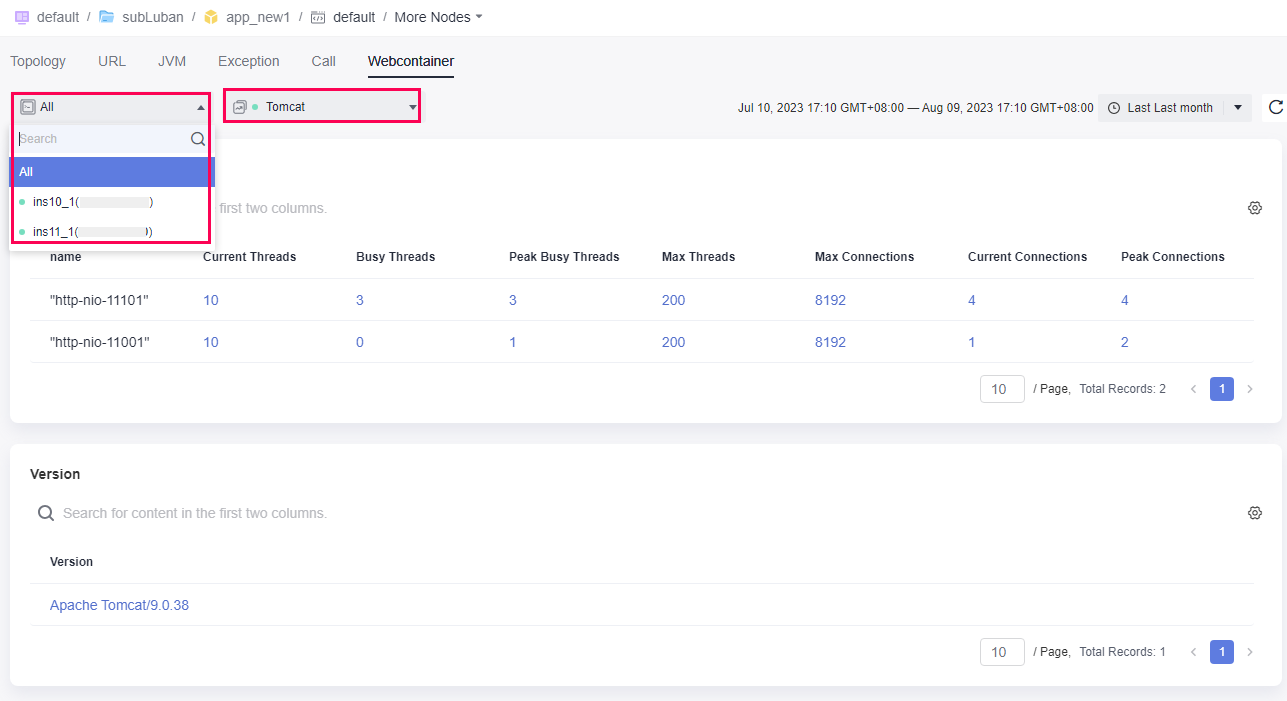 default / subLuban / app_new1 / default / More Nodes
Topology URL JVM Exception Call Webcontainer
All Tomcat Jul 10, 2023 17:10 GMT+08:00 — Aug 09, 2023 17:10 GMT+08:00 Last Last month
Search
All
ins10_1( )
first two columns.
ins11_1( )
name Current Threads Busy Threads Peak Busy Threads Max Threads Max Connections Current Connections Peak Connections
"http-nio-11101" 10 3 3 200 8192 4 4
"http-nio-11001" 10 0 1 200 8192 1 2
10 / Page, Total Records: 2 < 1 >
Version
Search for content in the first two columns.
Version
Apache Tomcat/9.0.38
10 / Page, Total Records: 1 < 1 >